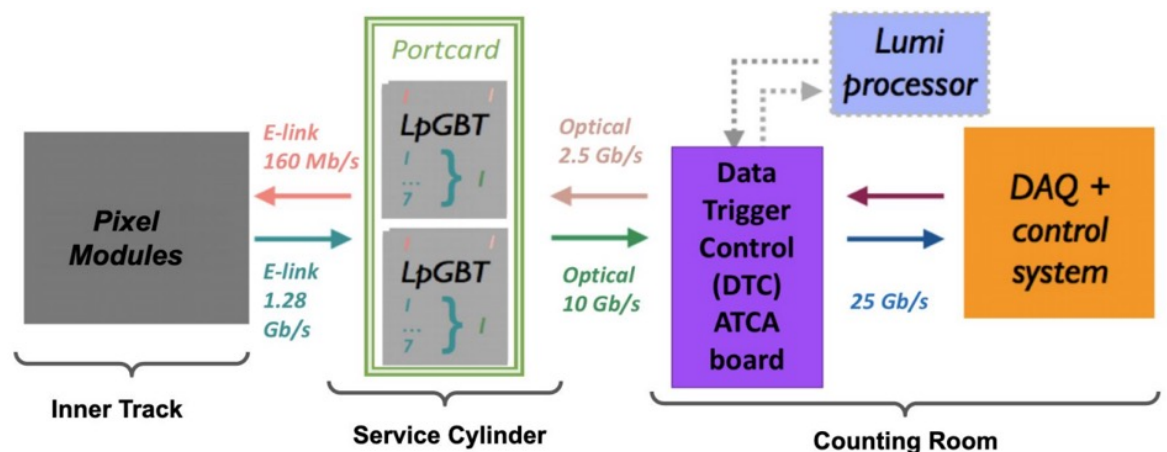 Pixel
Modules
Inner Track
E-link
160 Mb/s
E-link
1.28
Gb/s
Portcard
I I
LpGBT
I
...
7
} I
I I
LpGBT
I
...
7
} I
Service Cylinder
Optical
2.5 Gb/s
Optical
10 Gb/s
Data
Trigger
Control
(DTC)
ATCA
board
Lumi
processor
25 Gb/s
DAQ +
control
system
Counting Room